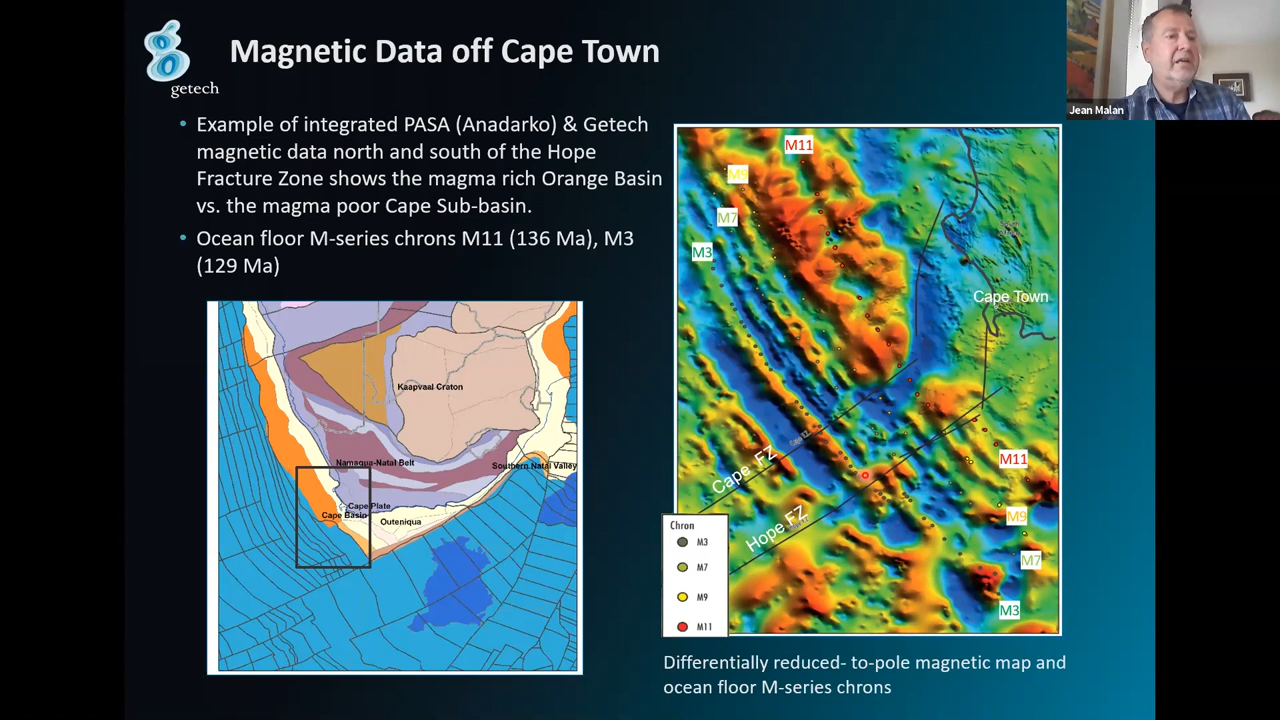 getech
Magnetic Data off Cape Town
Jean Malan
• Example of integrated PASA (Anadarko) & Getech
magnetic data north and south of the Hope
Fracture Zone shows the magma rich Orange Basin
vs. the magma poor Cape Sub-basin.
• Ocean floor M-series chrons M11 (136 Ma), M3
(129 Ma)
Kaapvaal Craton
Namaqua-Natal Belt
Southern Natal Valley
Cape Plate
Cape Basin
Outeniqua
M11
M9
M7
M3
Cape Town
Cape FZ
Hope FZ
M11
M9
M7
M3
Chron
M3
M7
M9
M11
Differentially reduced- to-pole magnetic map and
ocean floor M-series chrons